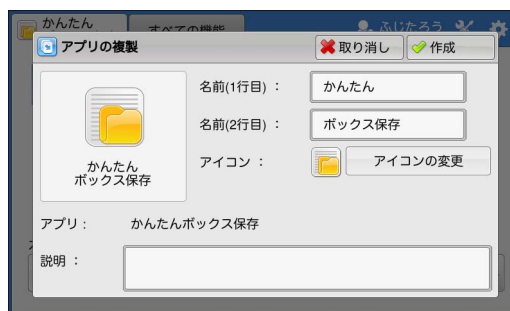 かんたん
すべての機能
ふじたろう
アプリの複製
取り消し
作成
名前(1行目) :
かんたん
名前(2行目) :
ボックス保存
アイコン :
アイコンの変更
かんたん
ボックス保存
アプリ :
かんたんボックス保存
説明 :